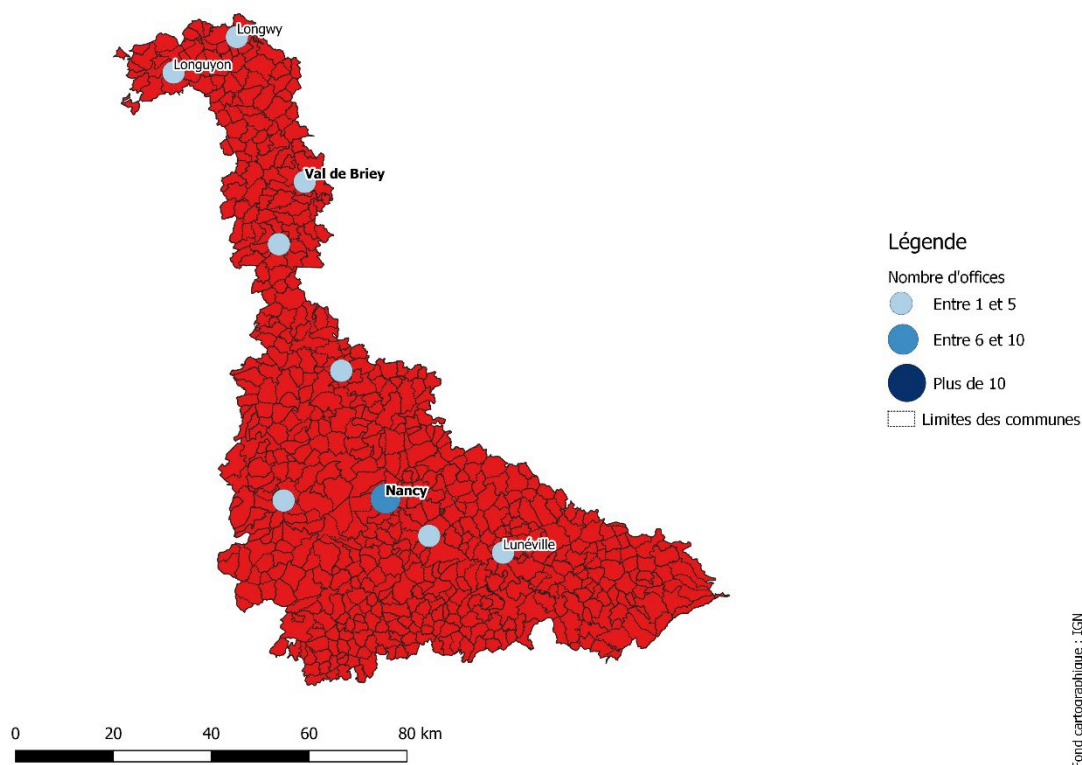 Longwy
Longuyon
Val de Briey
Nancy
Lunéville
Légende
Nombre d'offices
Entre 1 et 5
Entre 6 et 10
Plus de 10
Limites des communes
0 20 40 60 80 km
Fond cartographique : IGN